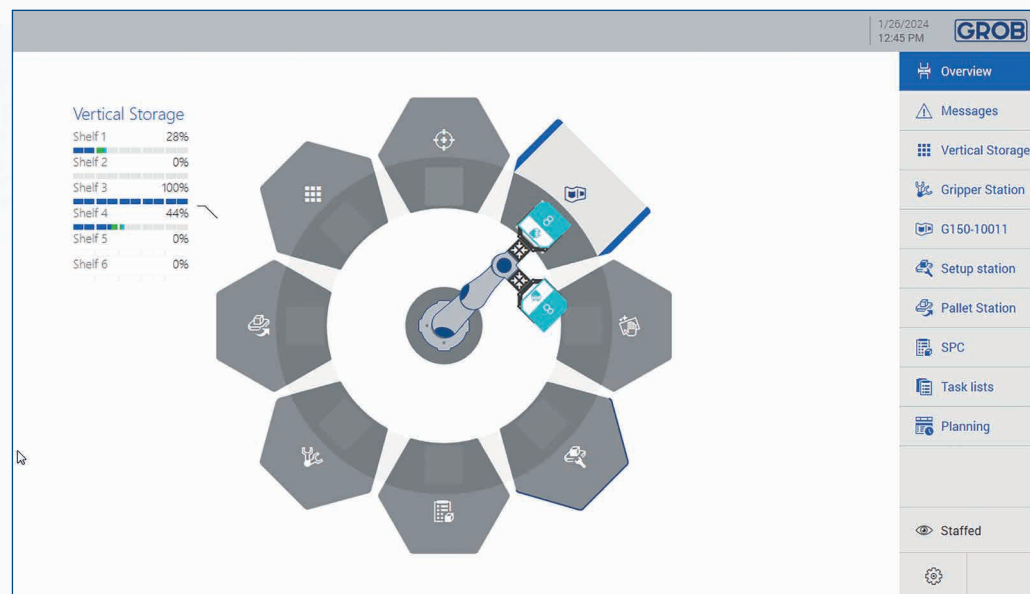 1/26/2024
12:45 PM
GROB
Vertical Storage
Shelf 1 28%
Shelf 2 0%
Shelf 3 100%
Shelf 4 44%
Shelf 5 0%
Shelf 6 0%
8
8
Overview
Messages
Vertical Storage
Gripper Station
G150-10011
Setup station
Pallet Station
SPC
Task lists
Planning
Staffed